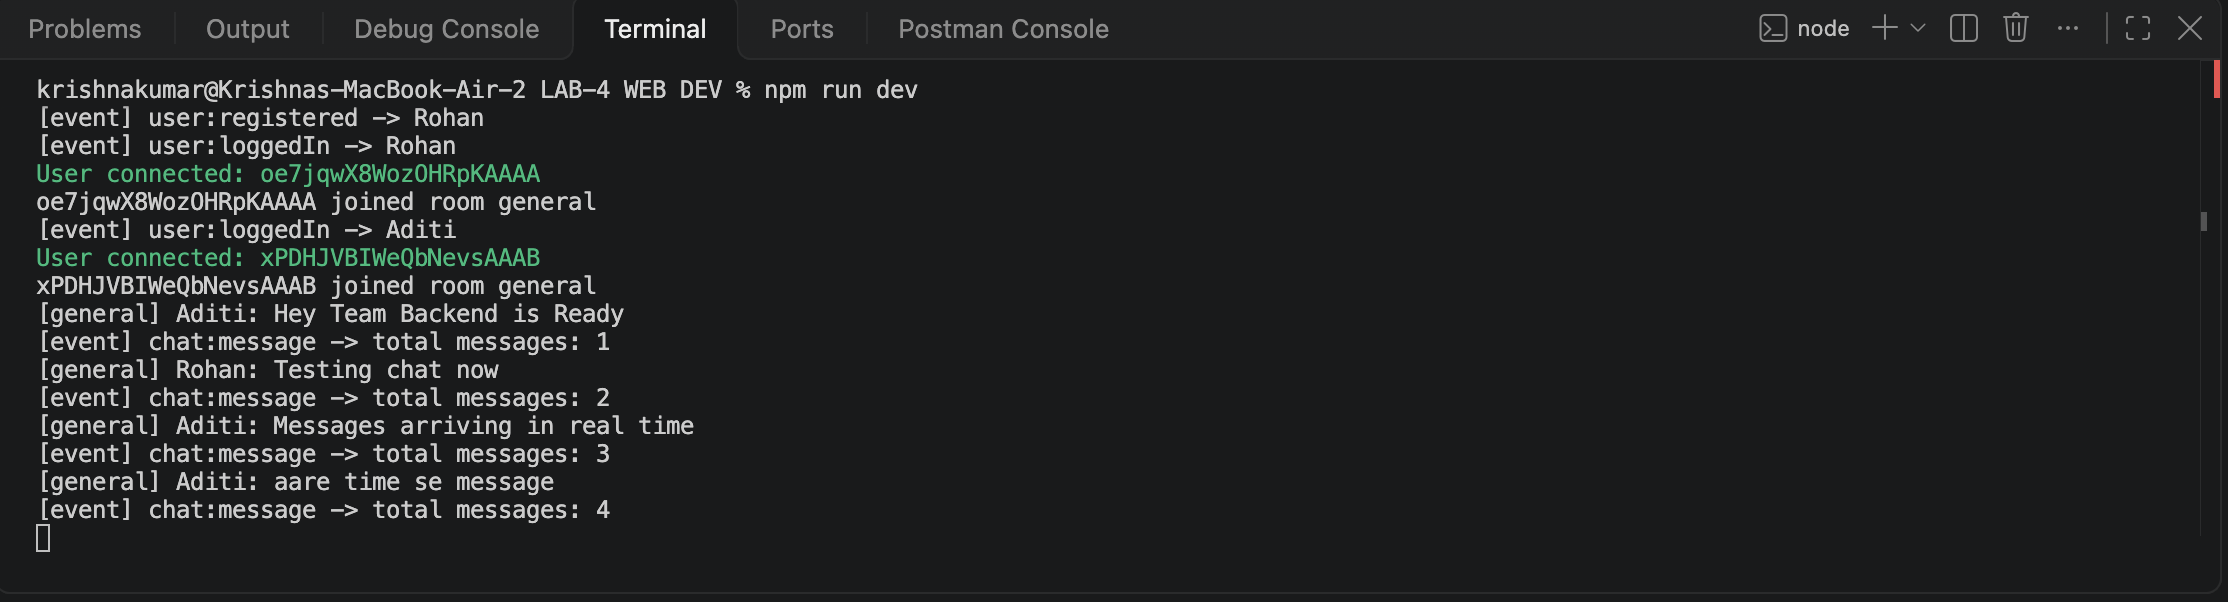 Problems Output Debug Console Terminal Ports Postman Console node
krishnakumar@Krishnas-MacBook-Air-2 LAB-4 WEB DEV % npm run dev
[event] user:registered -> Rohan
[event] user:loggedIn -> Rohan
User connected: oe7jqwX8WozOHRpKAAAA
oe7jqwX8WozOHRpKAAAA joined room general
[event] user:loggedIn -> Aditi
User connected: xPDHJVBIWeQbNevsAAAB
xPDHJVBIWeQbNevsAAAB joined room general
[general] Aditi: Hey Team Backend is Ready
[event] chat:message -> total messages: 1
[general] Rohan: Testing chat now
[event] chat:message -> total messages: 2
[general] Aditi: Messages arriving in real time
[event] chat:message -> total messages: 3
[general] Aditi: aare time se message
[event] chat:message -> total messages: 4